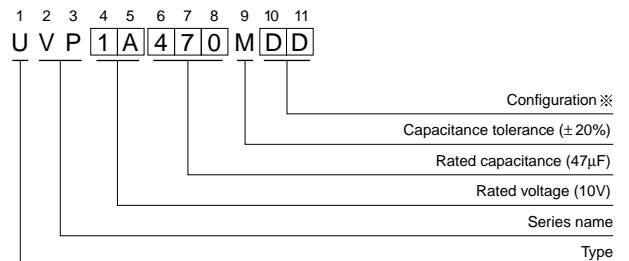 1 2 3 4 5 6 7 8 9 10 11
U V P 1 A 4 7 0 M D D
Configuration ※
Capacitance tolerance (±20%)
Rated capacitance (47μF)
Rated voltage (10V)
Series name
Type